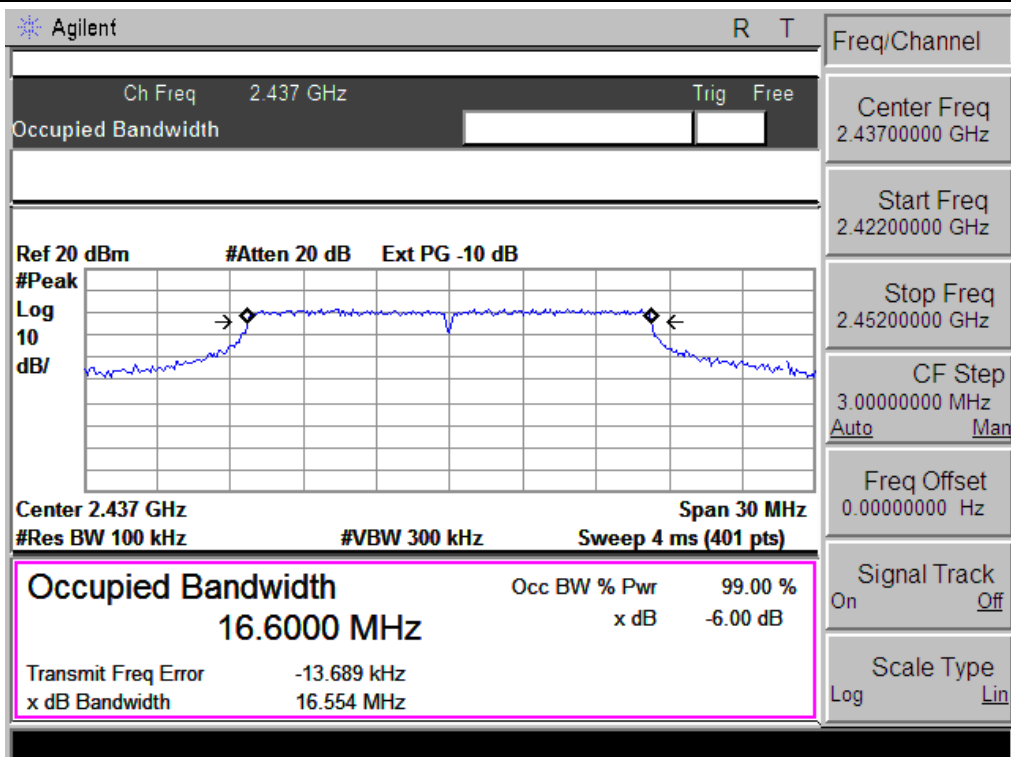 Agilent R T
Ch Freq 2.437 GHz Trig Free
Occupied Bandwidth
Ref 20 dBm #Atten 20 dB Ext PG -10 dB
#Peak
Log
10
dB/
Center 2.437 GHz Span 30 MHz
#Res BW 100 kHz #VBW 300 kHz Sweep 4 ms (401 pts)
Occupied Bandwidth Occ BW % Pwr 99.00 %
16.6000 MHz x dB -6.00 dB
Transmit Freq Error -13.689 kHz
x dB Bandwidth 16.554 MHz
Freq/Channel
Center Freq
2.43700000 GHz
Start Freq
2.42200000 GHz
Stop Freq
2.45200000 GHz
CF Step
3.00000000 MHz
Auto Man
Freq Offset
0.00000000 Hz
Signal Track
On Off
Scale Type
Log Lin